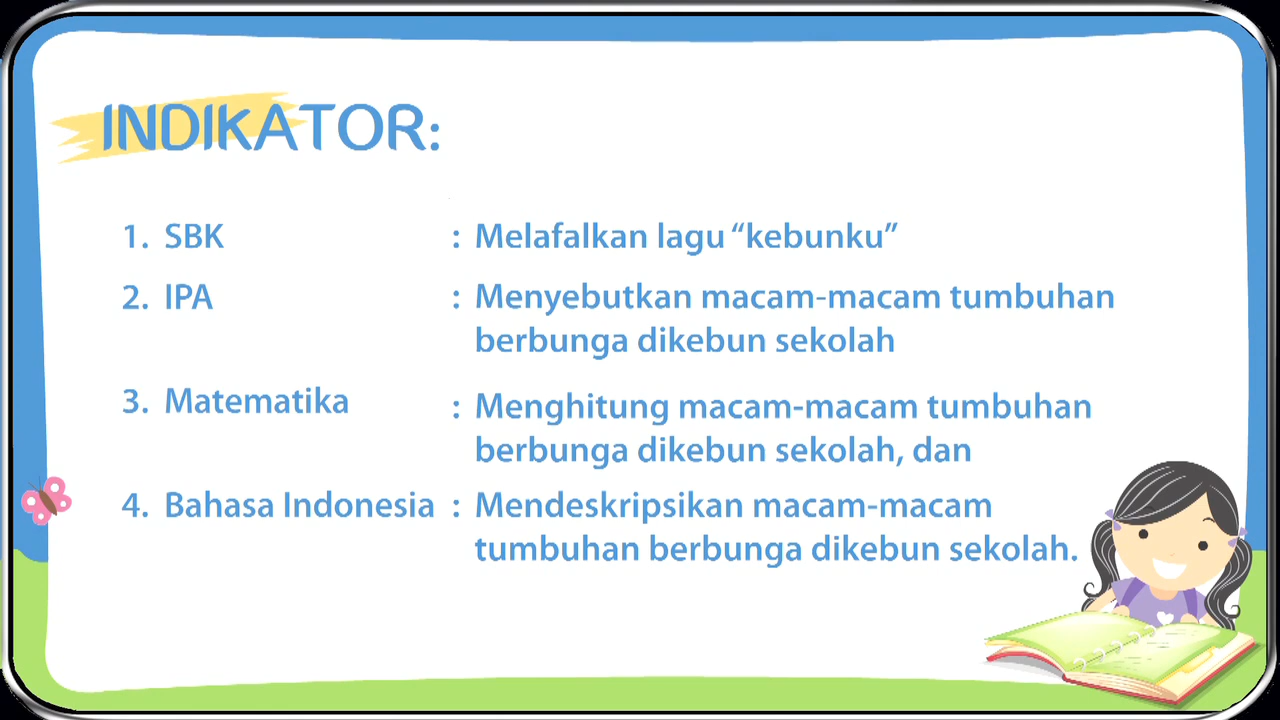 INDIKATOR:
1. SBK : Melafalkan lagu “kebunku”
2. IPA : Menyebutkan macam-macam tumbuhan
berbunga dikebun sekolah
3. Matematika : Menghitung macam-macam tumbuhan
berbunga dikebun sekolah, dan
4. Bahasa Indonesia : Mendeskripsikan macam-macam
tumbuhan berbunga dikebun sekolah.